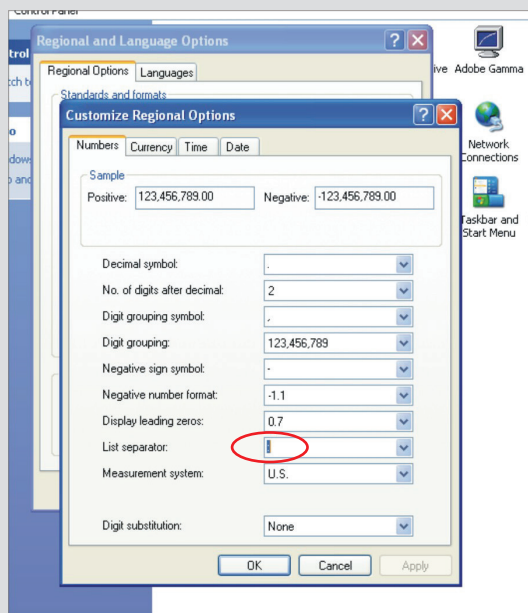 Control Panel
Regional and Language Options
trol
ive Adobe Gamma
Regional Options Languages
tch t
Standards and formats
Customize Regional Options
o
Numbers Currency Time Date
Network
Connections
dow
Sample
Positive: 123,456,789.00 Negative: -123,456,789.00
Taskbar and
Start Menu
Decimal symbol: .
No. of digits after decimal: 2
Digit grouping symbol: ,
Digit grouping: 123,456,789
Negative sign symbol: -
Negative number format: -1.1
Display leading zeros: 0.7
List separator:
Measurement system: U.S.
Digit substitution: None
OK Cancel Apply